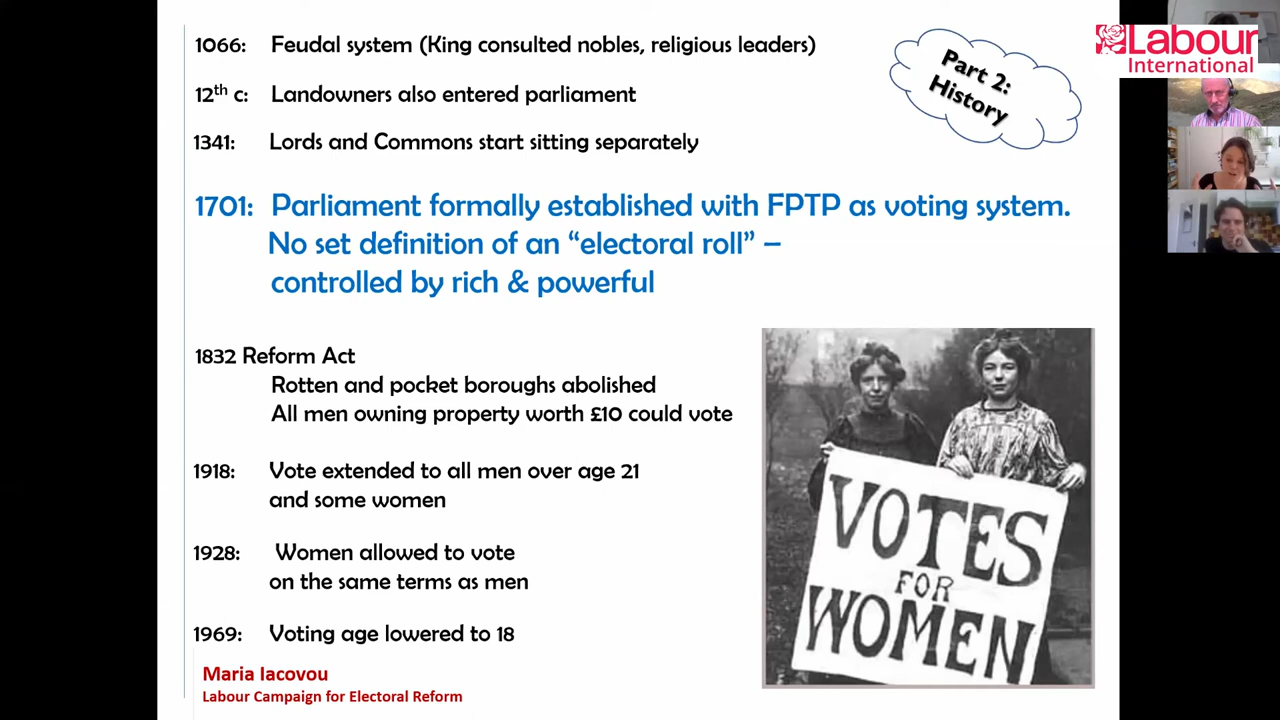 1066: Feudal system (King consulted nobles, religious leaders)
12th c: Landowners also entered parliament
1341: Lords and Commons start sitting separately
Part 2:
History
Labour
International
1701: Parliament formally established with FPTP as voting system.
No set definition of an “electoral roll” –
controlled by rich & powerful
1832 Reform Act
Rotten and pocket boroughs abolished
All men owning property worth £10 could vote
1918: Vote extended to all men over age 21
and some women
1928: Women allowed to vote
on the same terms as men
1969: Voting age lowered to 18
VOTES
FOR
WOMEN
Maria Iacovou
Labour Campaign for Electoral Reform